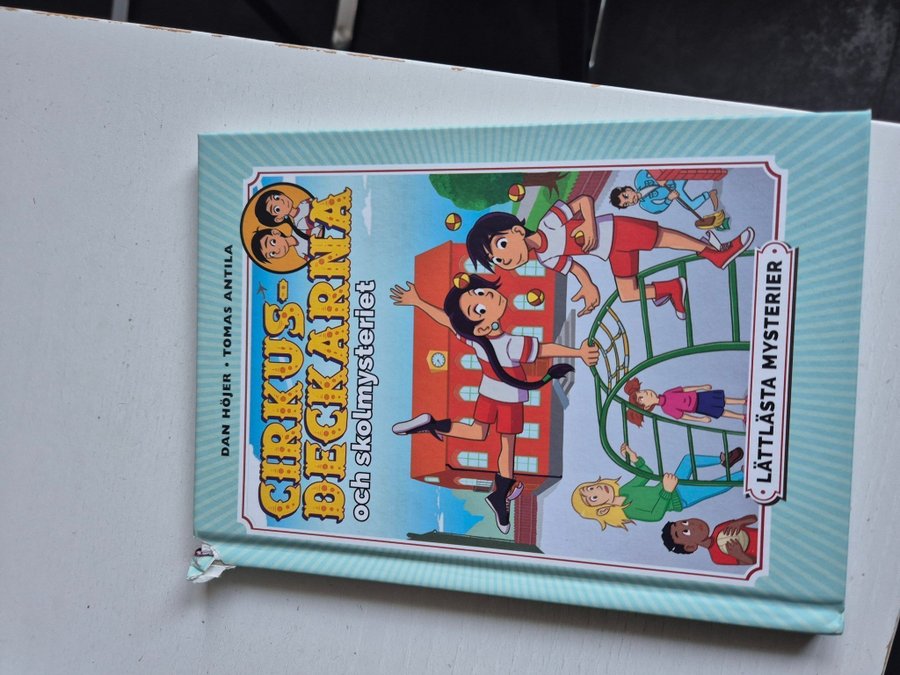 DAN HÖJER • TOMAS ANTILA
CIRKUS-
DECKARNA
och skolmysteriet
• LÄTTLÄSTA MYSTERIER •